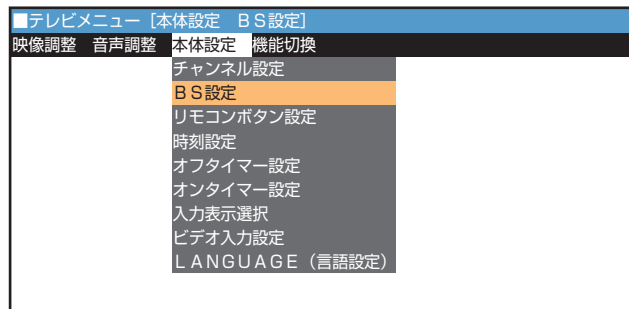 ■テレビメニュー [本体設定　ＢＳ設定]
映像調整　音声調整　本体設定　機能切換
チャンネル設定
ＢＳ設定
リモコンボタン設定
時刻設定
オフタイマー設定
オンタイマー設定
入力表示選択
ビデオ入力設定
ＬＡＮＧＵＡＧＥ（言語設定）